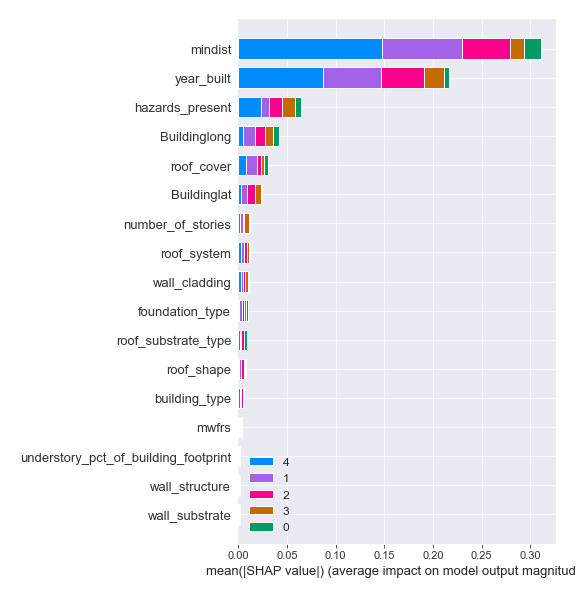 mindist
year_built
hazards_present
Buildinglong
roof_cover
Buildinglat
number_of_stories
roof_system
wall_cladding
foundation_type
roof_substrate_type
roof_shape
building_type
mwfrs
understory_pct_of_building_footprint
wall_structure
wall_substrate
4
1
2
3
0
0.00 0.05 0.10 0.15 0.20 0.25 0.30
mean(|SHAP value|) (average impact on model output magnitud